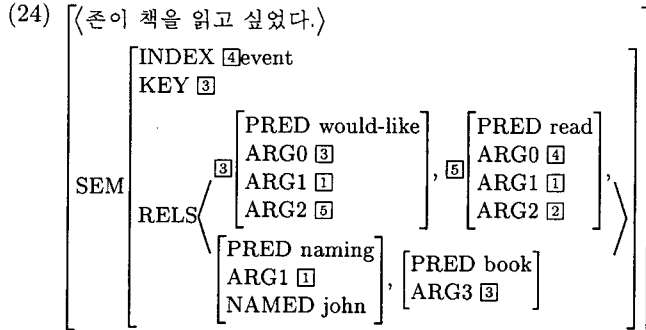 (24) 〈존이 책을 읽고 싶었다.〉
INDEX 4 event
KEY 3
PRED would-like PRED read
3 ARG0 3 , 5 ARG0 4
ARG1 1 ARG1 1 ,
SEM ARG2 5 ARG2 2
RELS
PRED naming
ARG1 1 , PRED book
NAMED john ARG3 3